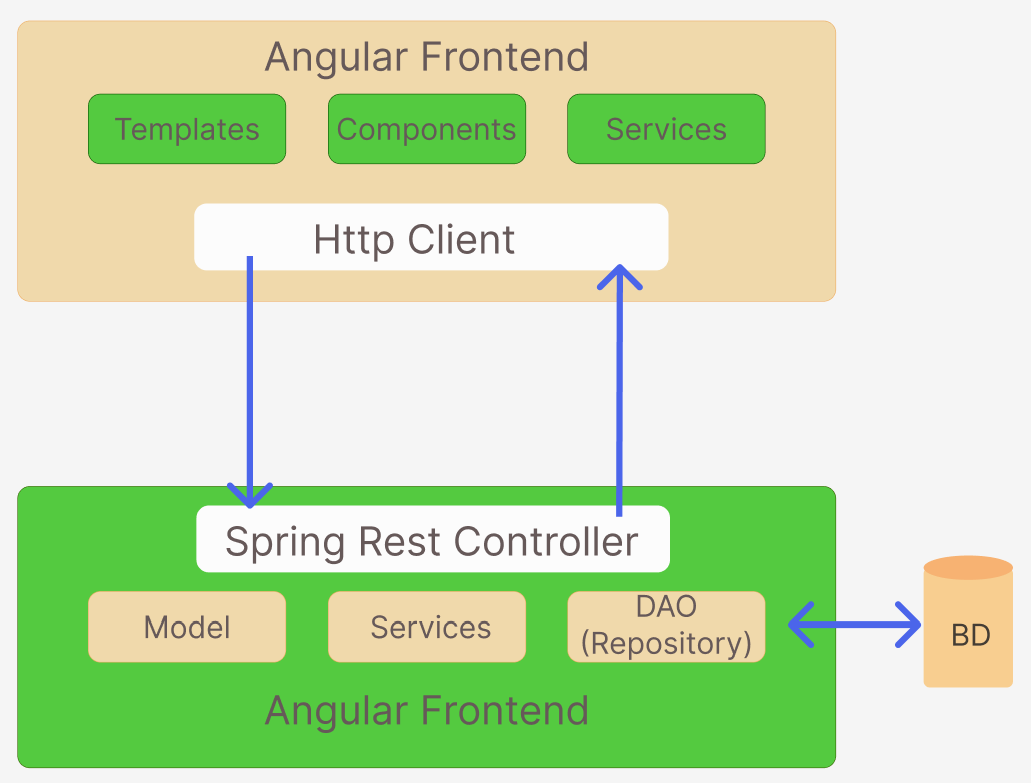 Angular Frontend
Templates
Components
Services
Http Client
Spring Rest Controller
Model
Services
DAO
(Repository)
BD
Angular Frontend